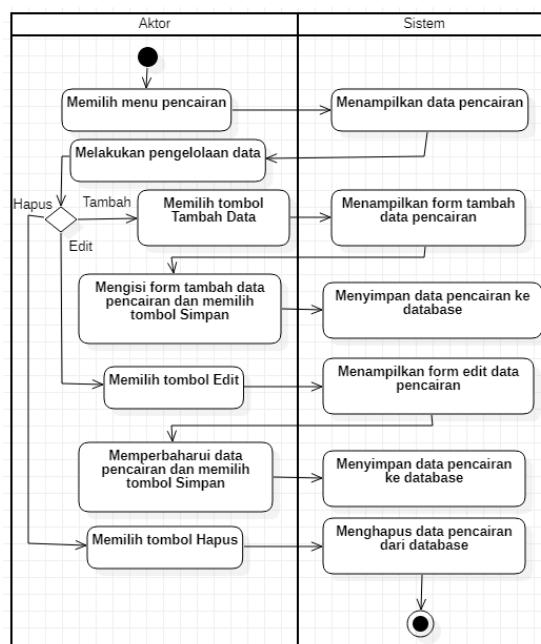 Aktor
Sistem
Memilih menu pencairan
Menampilkan data pencairan
Melakukan pengelolaan data
Hapus
Tambah
Edit
Memilih tombol
Tambah Data
Menampilkan form tambah
data pencairan
Mengisi form tambah data
pencairan dan memilih
tombol Simpan
Menyimpan data pencairan ke
database
Memilih tombol Edit
Menampilkan form edit data
pencairan
Memperbaharui data
pencairan dan memilih
tombol Simpan
Menyimpan data pencairan
ke database
Memilih tombol Hapus
Menghapus data pencairan
dari database